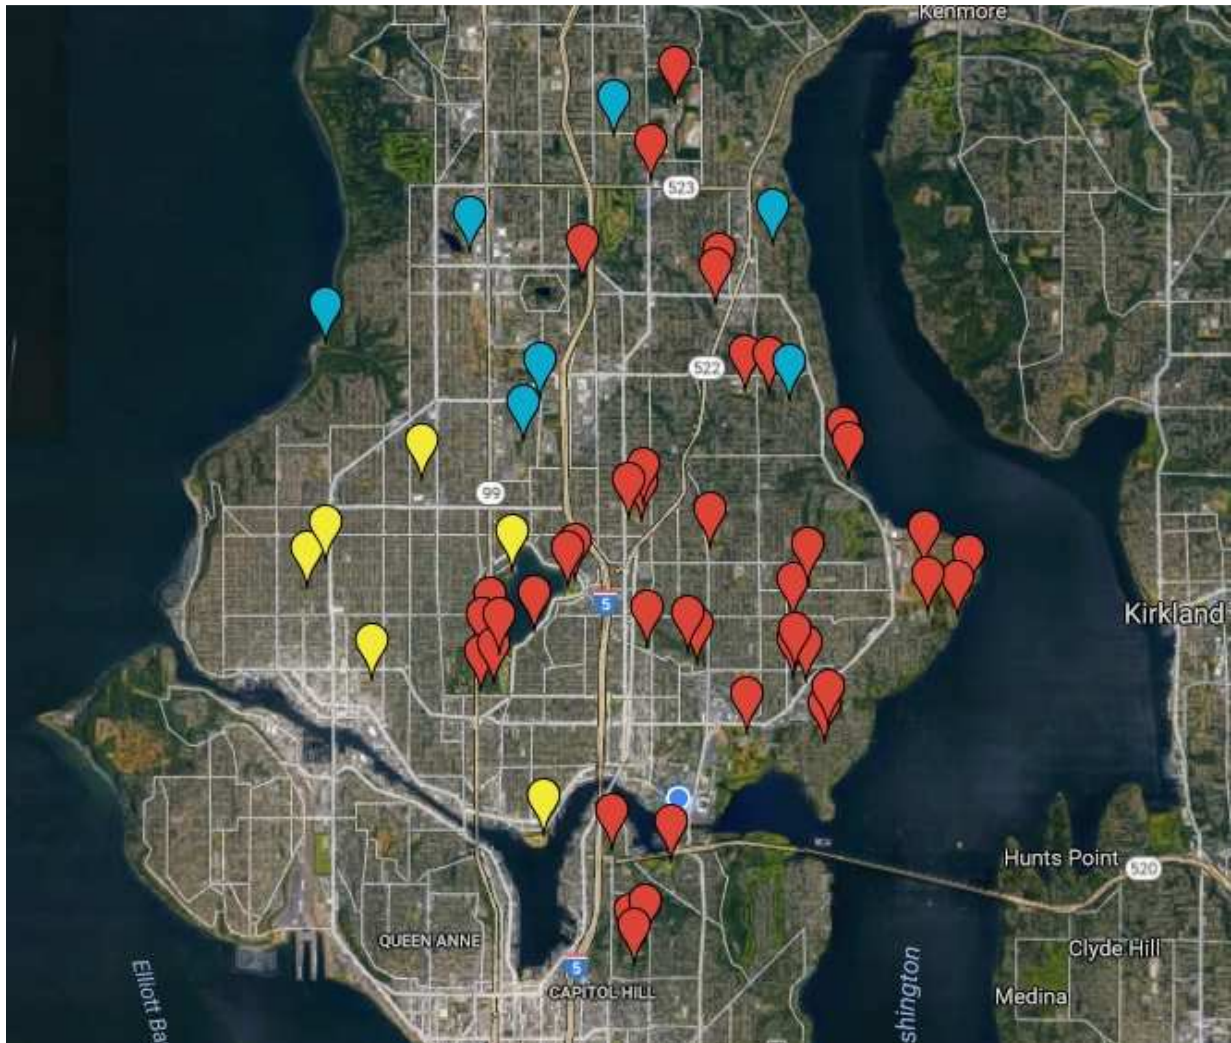 Kenmore
523
522
99
5
Kirkland
Hunts Point
520
QUEEN ANNE
Clyde Hill
5
CAPITOL HILL
Medina
Elliott Ba
shington